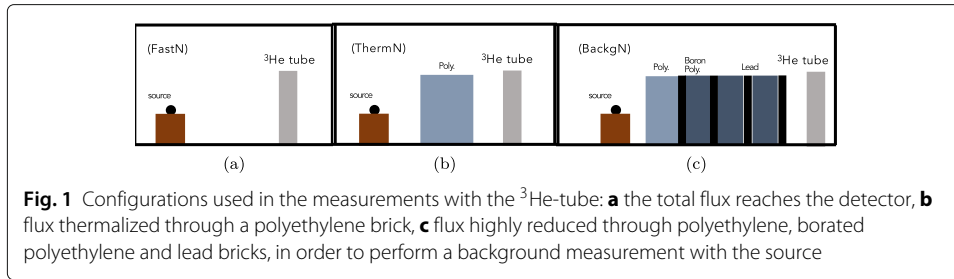 (FastN)
³He tube
source
(a)
(ThermN)
Poly.
³He tube
source
(b)
(BackgN)
Poly.
Boron
Poly.
Lead
³He tube
source
(c)
Fig. 1 Configurations used in the measurements with the ³He-tube: a the total flux reaches the detector, b
flux thermalized through a polyethylene brick, c flux highly reduced through polyethylene, borated
polyethylene and lead bricks, in order to perform a background measurement with the source